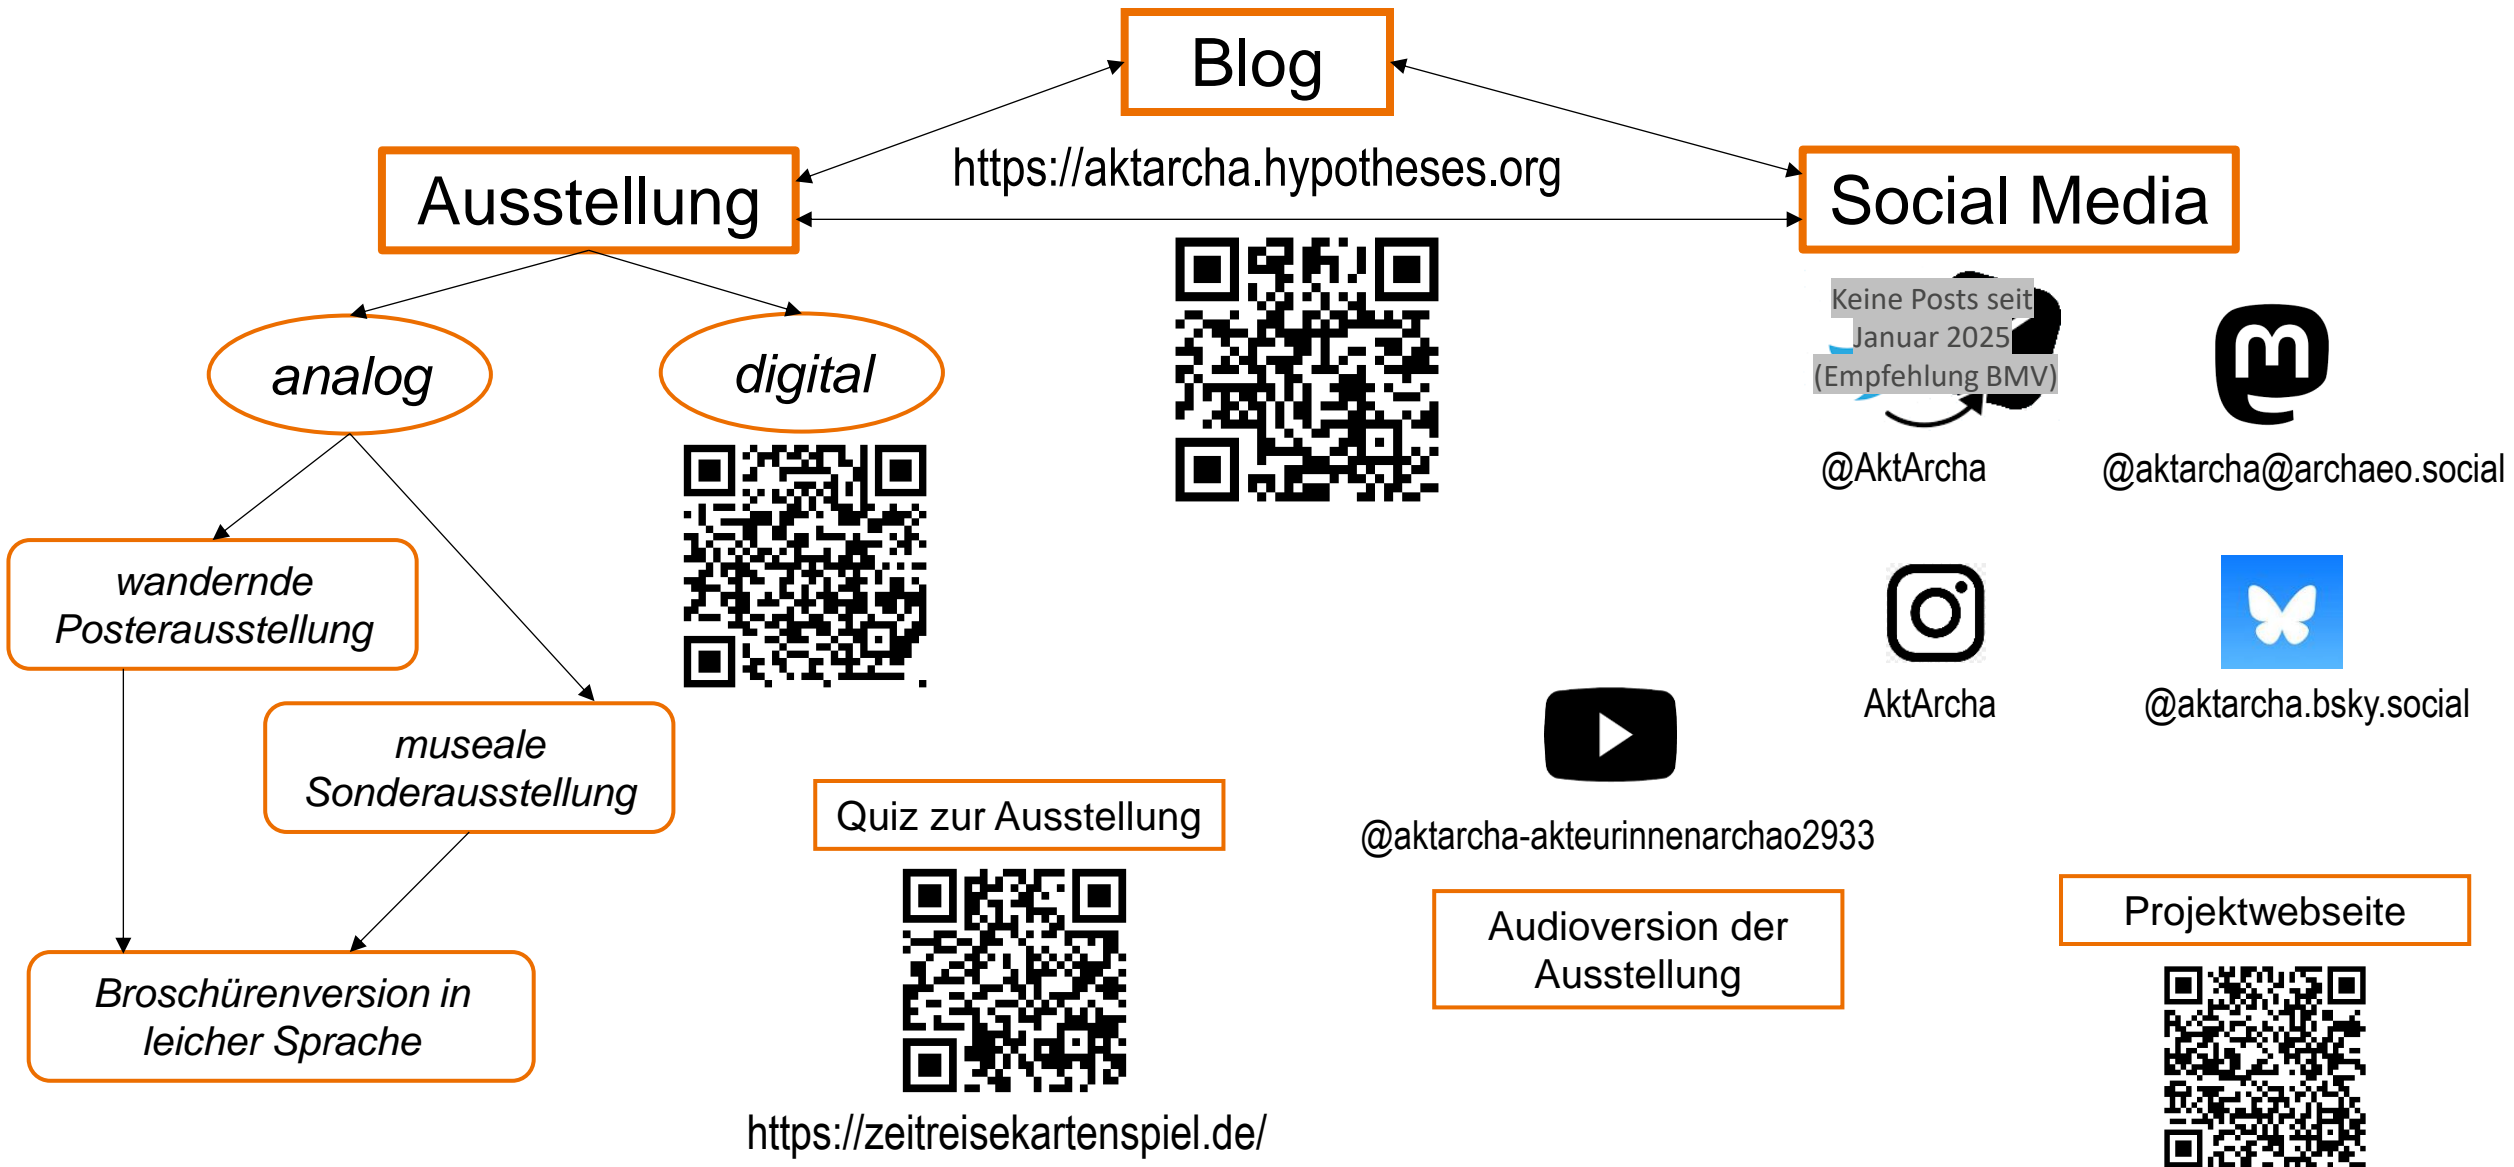 Blog
https://aktarcha.hypotheses.org
Ausstellung
Social Media
analog
digital
wandernde
Posterausstellung
museale
Sonderausstellung
Broschürenversion in
leicher Sprache
Keine Posts seit
Januar 2025
(Empfehlung BMV)
@AktArcha
@aktarcha@archaeo.social
AktArcha
@aktarcha.bsky.social
@aktarcha-akteurinnenarchao2933
Quiz zur Ausstellung
https://zeitreisekartenspiel.de/
Audioversion der
Ausstellung
Projektwebseite